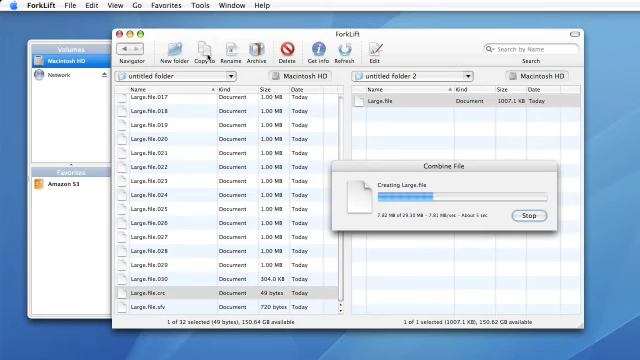 ForkLift File Edit View Go Favorites Tools Window Help
ForkLift
Volumes
Macintosh HD
Network
Favorites
Amazon S3
Navigator New folder Copy to Rename Archive Delete Get info Refresh Edit Search
Search by Name
untitled folder Macintosh HD untitled folder 2 Macintosh HD
Name Kind Size Date Name Kind Size Date
Large.file.017 Document 1.00 MB Today
Large.file Document 1007.1 KB Today
Large.file.018 Document 1.00 MB Today
Large.file.019 Document 1.00 MB Today
Large.file.020 Document 1.00 MB Today
Large.file.021 Document 1.00 MB Today
Large.file.022 Document 1.00 MB Today
Large.file.023 Document 1.00 MB Today
Large.file.024 Document 1.00 MB Today
Large.file.025 Document 1.00 MB Today
Large.file.026 Document 1.00 MB Today
Large.file.027 Document 1.00 MB Today
Large.file.028 Document 1.00 MB Today
Large.file.029 Document 1.00 MB Today
Large.file.030 Document 304.0 KB Today
Large.file.crc Document 49 bytes Today
Large.file.sfv Document 720 bytes Today
Combine File
Creating Large.file
7.82 MB of 29.30 MB - 7.81 MB/sec - About 3 sec
Stop
1 of 32 selected (49 bytes), 150.64 GB available
1 of 1 selected (1007.1 KB), 150.62 GB available